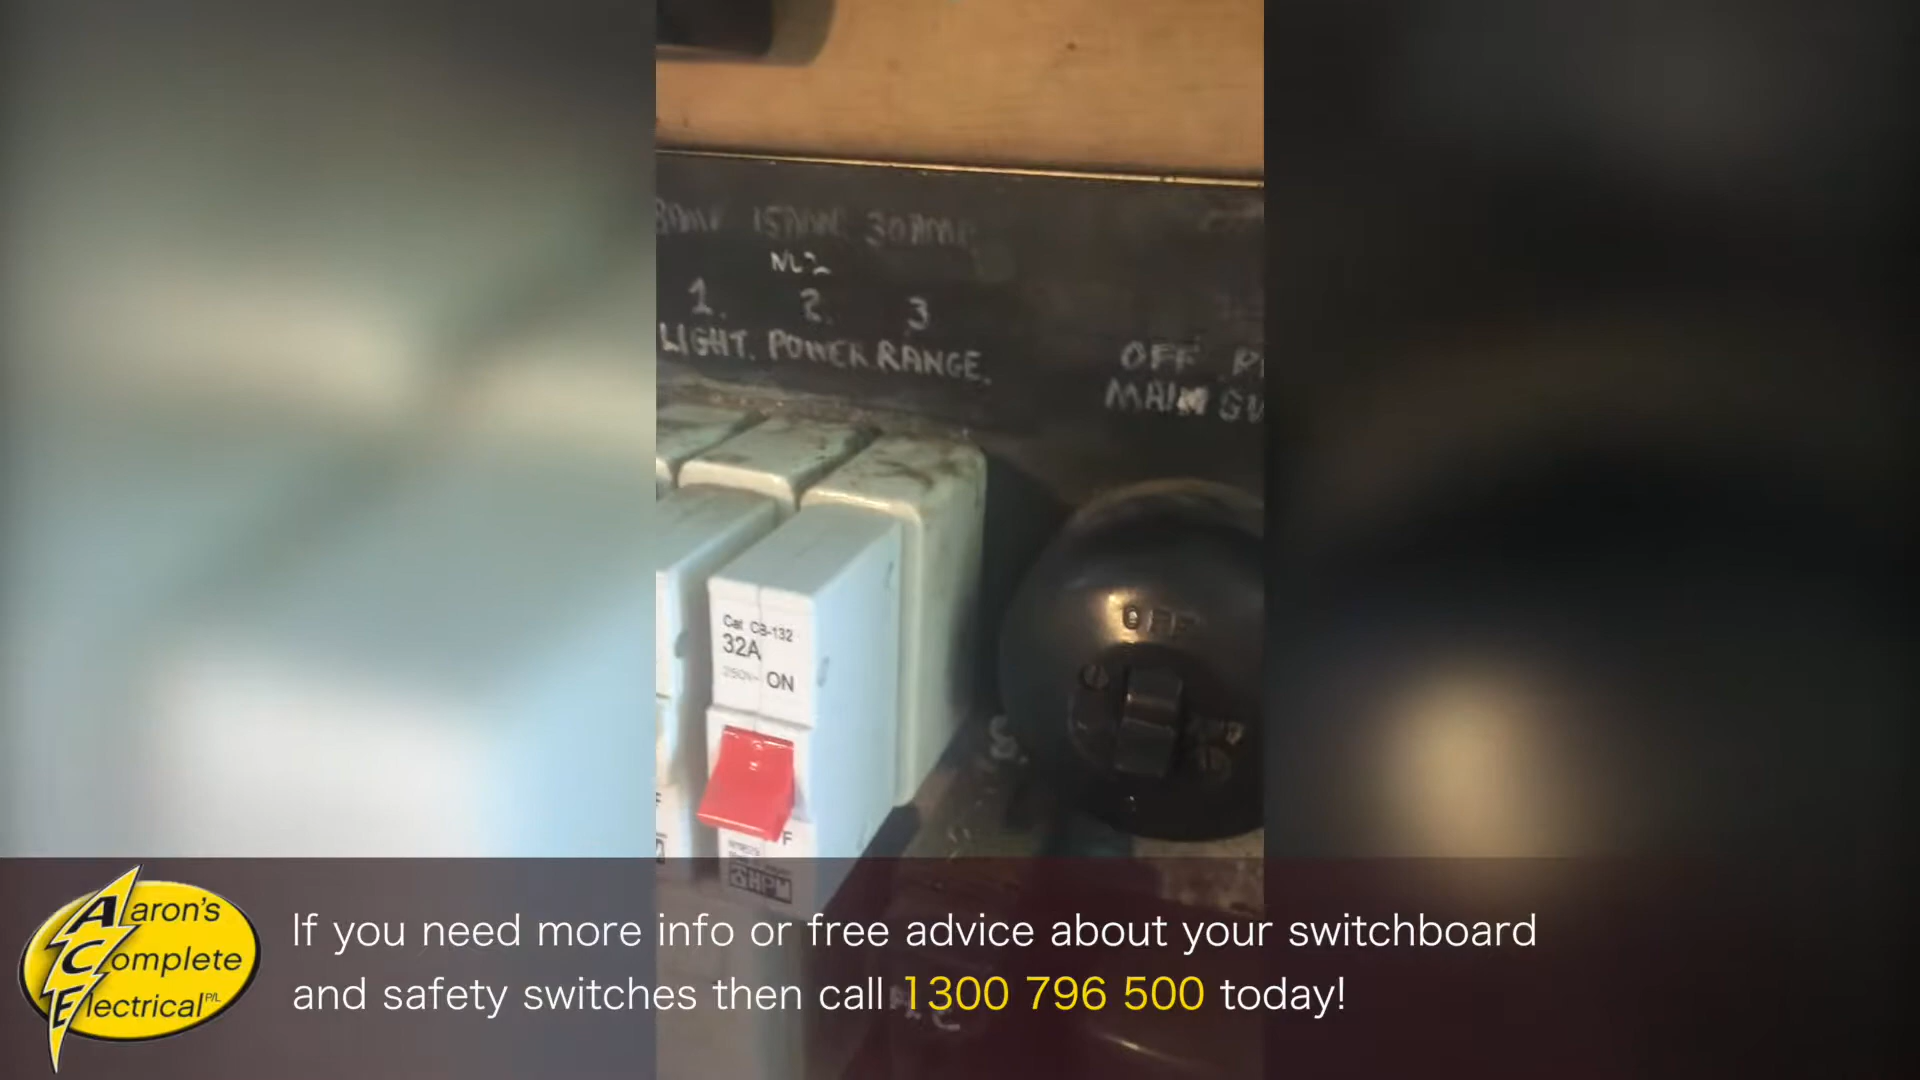 15AMP 30AMP
NL2
1. 2. 3
LIGHT. POWER RANGE.
OFF
MAIN
OFF
Cat CB-132
32A
250V~ ON
HPM
Aaron's
Complete
Electrical P/L
If you need more info or free advice about your switchboard
and safety switches then call 1300 796 500 today!